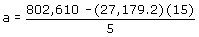 a = 802,610 − (27,179.2)(15) / 5